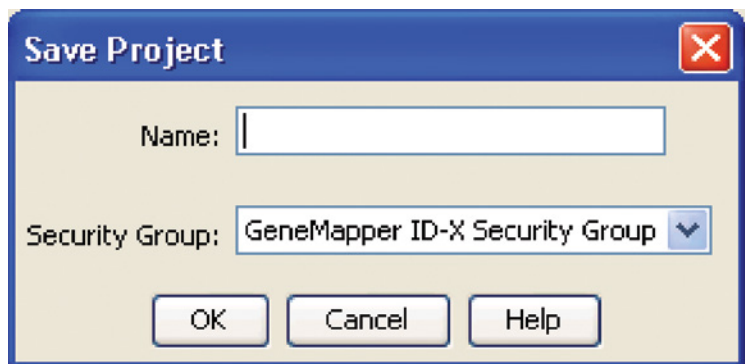 Save Project
Name:
Security Group: GeneMapper ID-X Security Group
OK Cancel Help